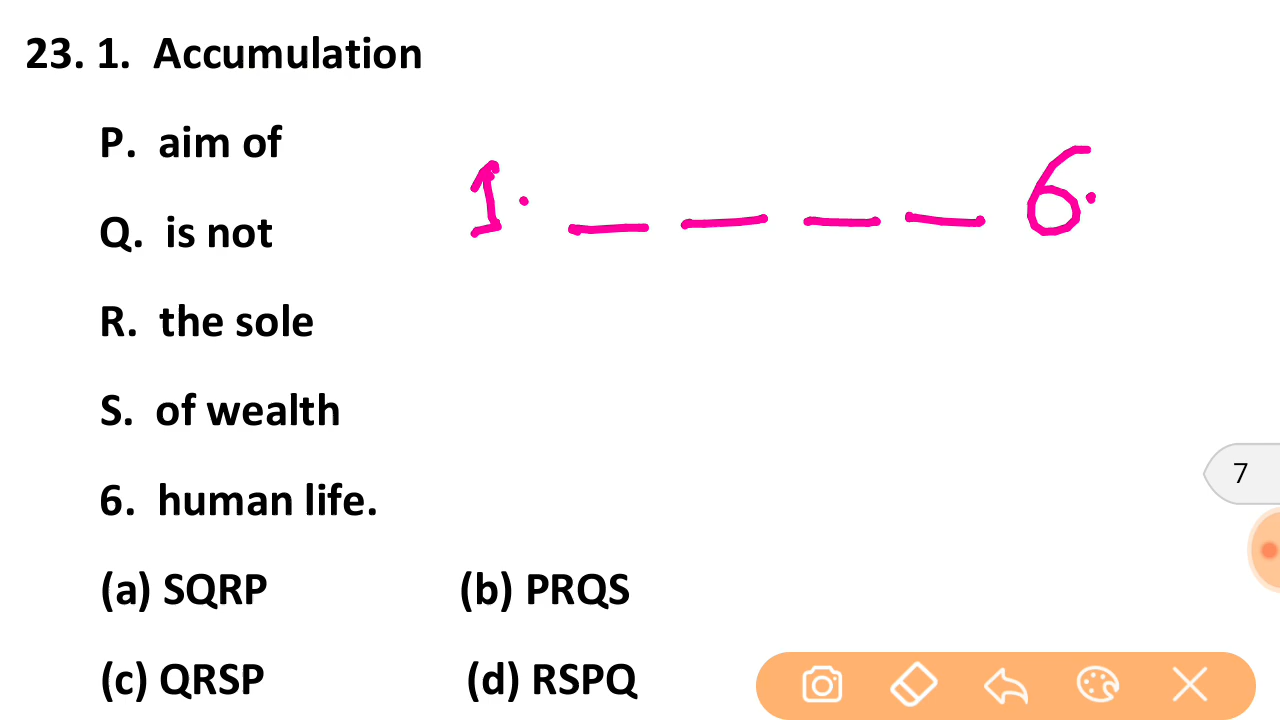 23. 1. Accumulation
P. aim of
Q. is not
1. _ _ _ _ 6.
R. the sole
S. of wealth
6. human life.
7
(a) SQRP (b) PRQS
(c) QRSP (d) RSPQ